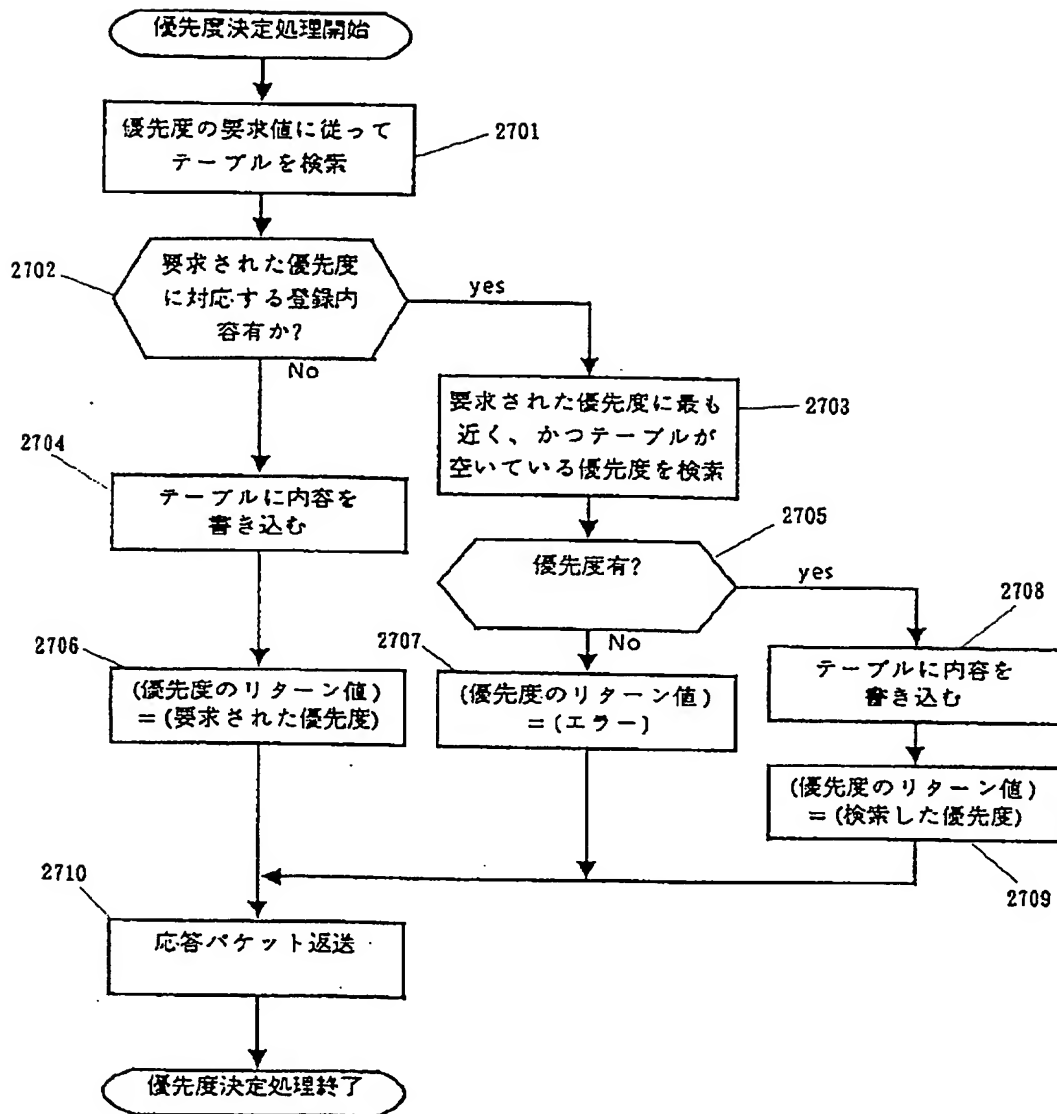 優先度決定処理開始
優先度の要求値に従って
テーブルを検索
2701
2702
要求された優先度
に対応する登録内
容有か?
yes
No
要求された優先度に最も
近く、かつテーブルが
空いている優先度を検索
2703
2704
テーブルに内容を
書き込む
2705
優先度有?
yes
No
2708
テーブルに内容を
書き込む
2706
(優先度のリターン値)
=(要求された優先度)
2707
(優先度のリターン値)
=(エラー)
(優先度のリターン値)
=(検索した優先度)
2709
2710
応答パケット返送
優先度決定処理終了